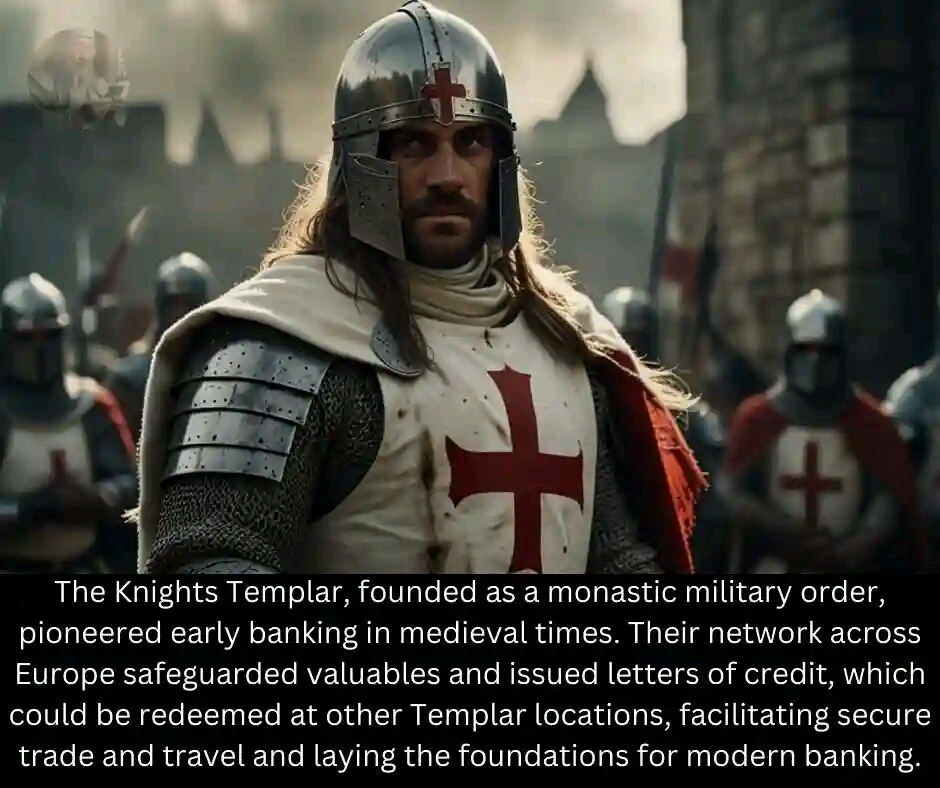 The Knights Templar, founded as a monastic military order,
pioneered early banking in medieval times. Their network across
Europe safeguarded valuables and issued letters of credit, which
could be redeemed at other Templar locations, facilitating secure
trade and travel and laying the foundations for modern banking.